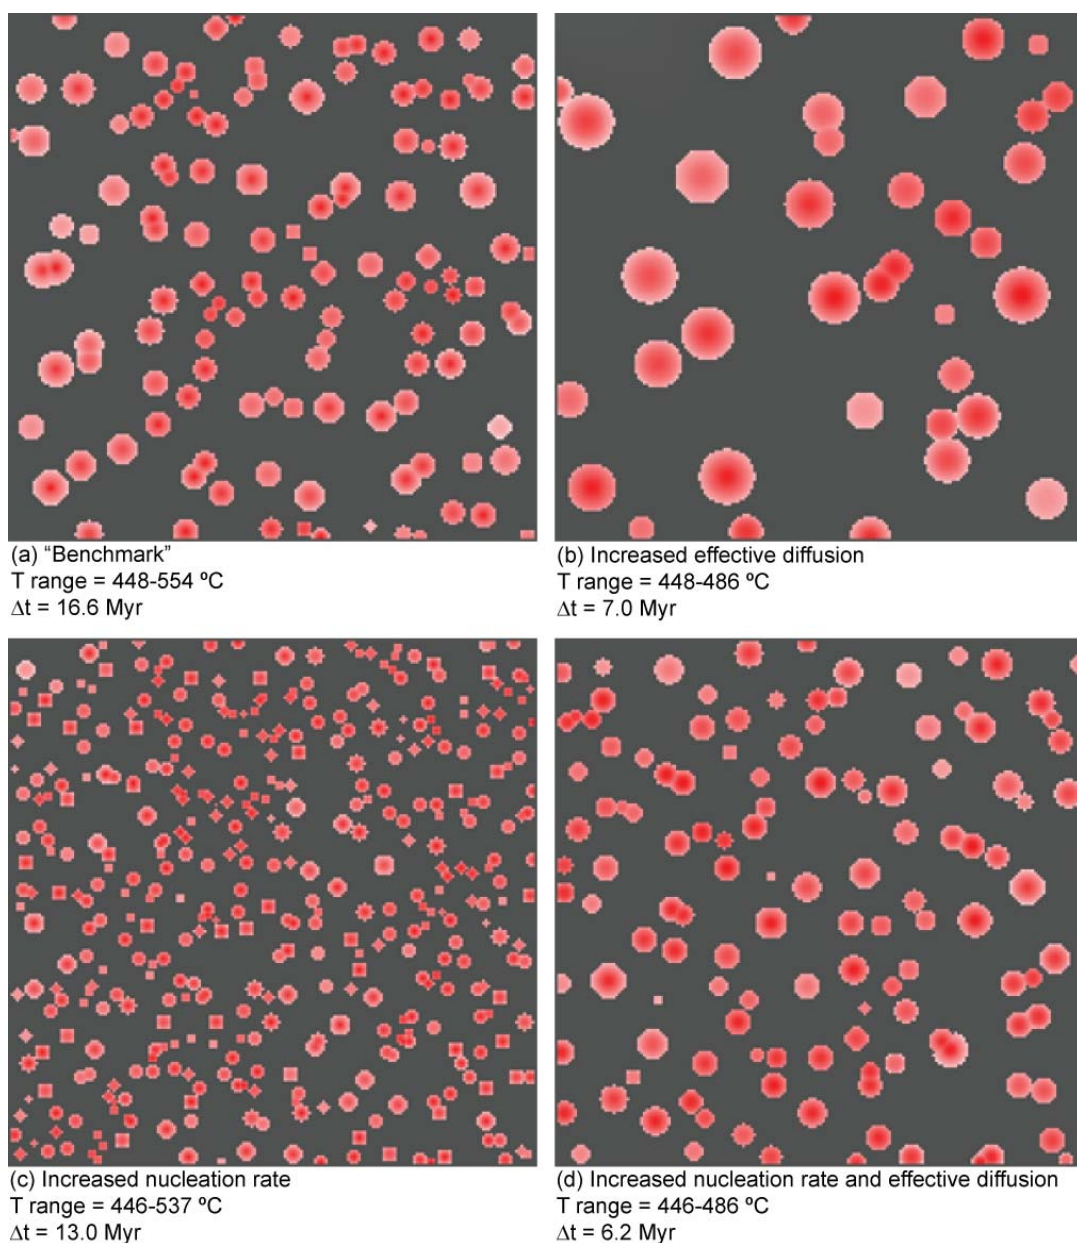 (a) “Benchmark”
T range = 448-554 ºC
Δt = 16.6 Myr
(b) Increased effective diffusion
T range = 448-486 ºC
Δt = 7.0 Myr
(c) Increased nucleation rate
T range = 446-537 ºC
Δt = 13.0 Myr
(d) Increased nucleation rate and effective diffusion
T range = 446-486 ºC
Δt = 6.2 Myr